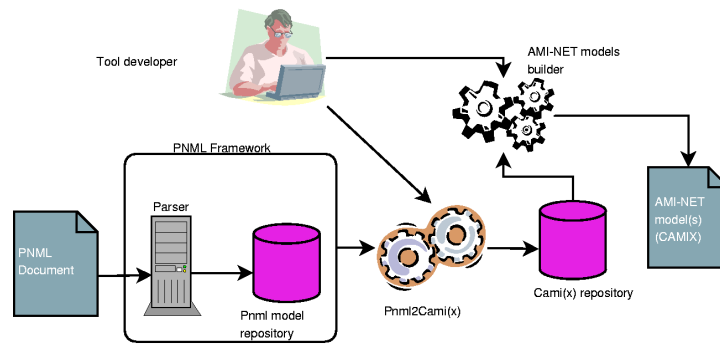 Tool developer
AMI-NET models
builder
PNML Framework
Parser
PNML
Document
Pnml model
repository
Pnml2Cami(x)
Cami(x) repository
AMI-NET
model(s)
(CAMIX)